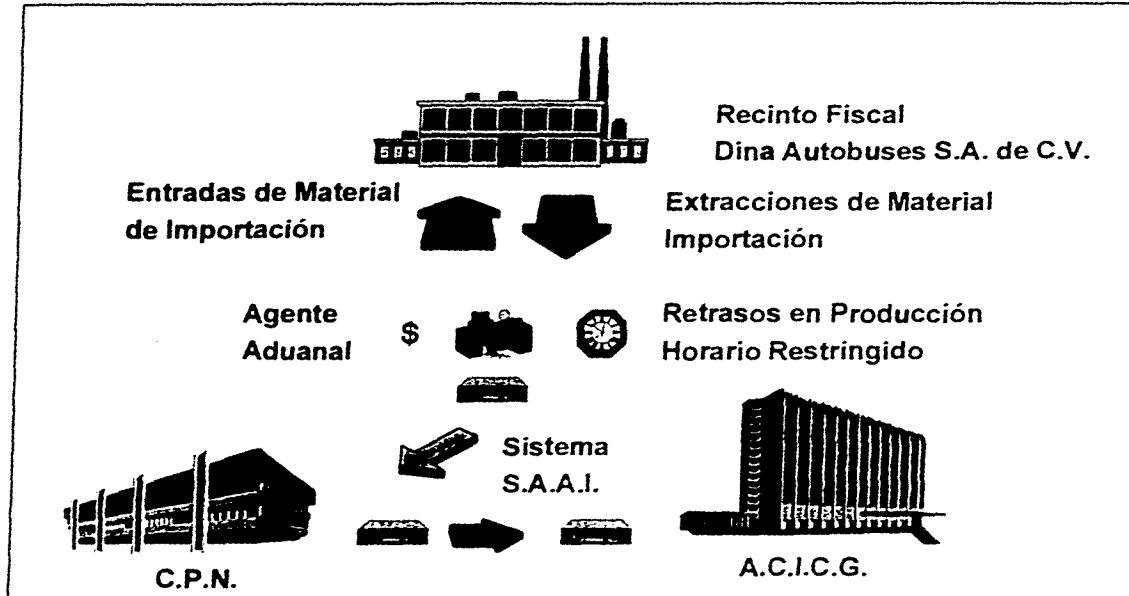 Recinto Fiscal
Dina Autobuses S.A. de C.V.
Entradas de Material
de Importación
Extracciones de Material
Importación
Agente
Aduanal
$
Retrasos en Producción
Horario Restringido
Sistema
S.A.A.I.
C.P.N.
A.C.I.C.G.